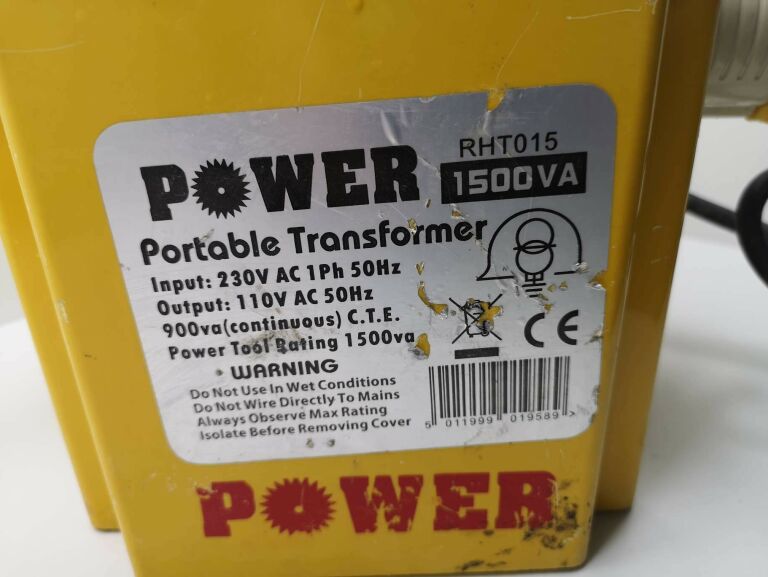 RHT015
POWER 1500VA
Portable Transformer
Input: 230V AC 1Ph 50Hz
Output: 110V AC 50Hz
900va(continuous) C.T.E.
Power Tool Rating 1500va
WARNING
Do Not Use In Wet Conditions
Do Not Wire Directly To Mains
Always Observe Max Rating
Isolate Before Removing Cover
CE
5 011999 019589 >
POWER